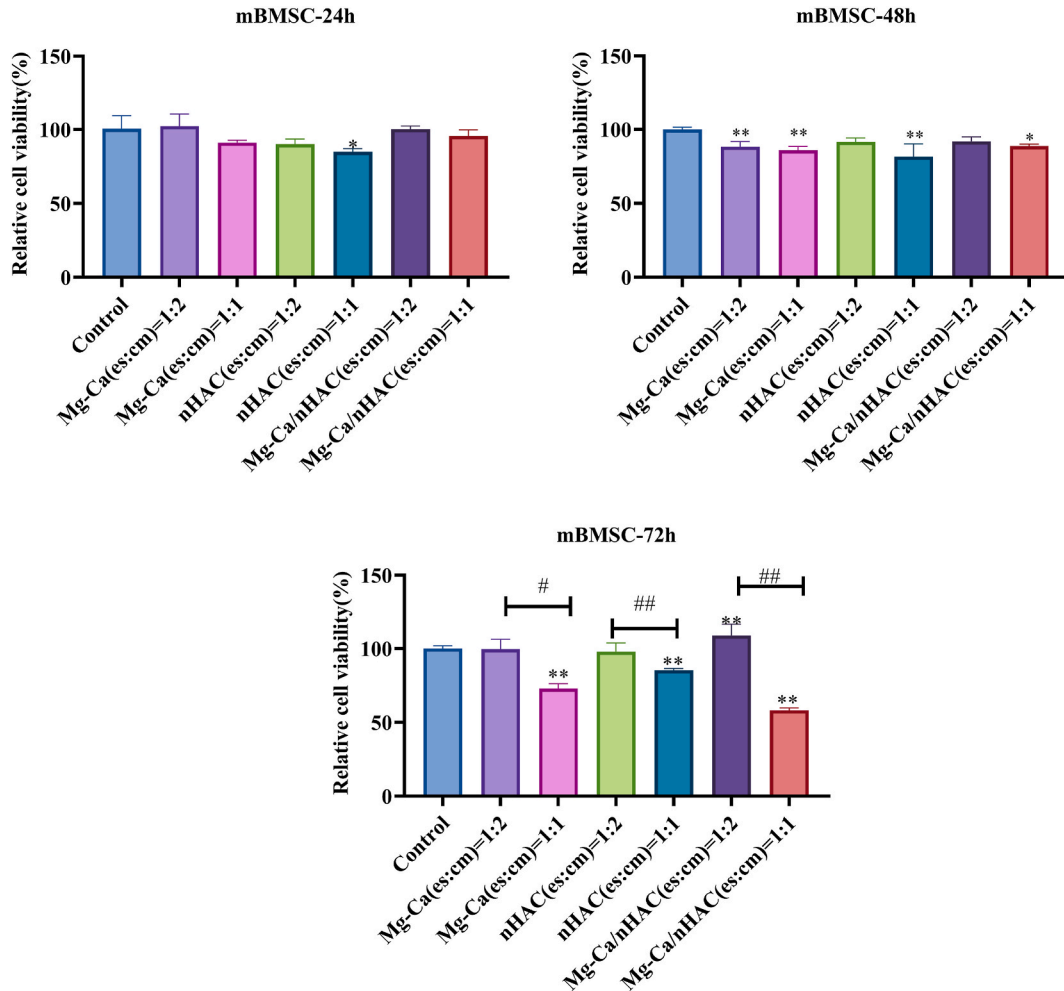 mBMSC-24h
Relative cell viability(%)
150
100
50
0
*
Control
Mg-Ca(es:cm)=1:2
Mg-Ca(es:cm)=1:1
nHAC(es:cm)=1:2
nHAC(es:cm)=1:1
Mg-Ca/nHAC(es:cm)=1:2
Mg-Ca/nHAC(es:cm)=1:1
mBMSC-48h
Relative cell viability(%)
150
100
50
0
**
**
**
*
Control
Mg-Ca(es:cm)=1:2
Mg-Ca(es:cm)=1:1
nHAC(es:cm)=1:2
nHAC(es:cm)=1:1
Mg-Ca/nHAC(es:cm)=1:2
Mg-Ca/nHAC(es:cm)=1:1
mBMSC-72h
Relative cell viability(%)
150
100
50
0
#
##
##
**
**
**
**
Control
Mg-Ca(es:cm)=1:2
Mg-Ca(es:cm)=1:1
nHAC(es:cm)=1:2
nHAC(es:cm)=1:1
Mg-Ca/nHAC(es:cm)=1:2
Mg-Ca/nHAC(es:cm)=1:1